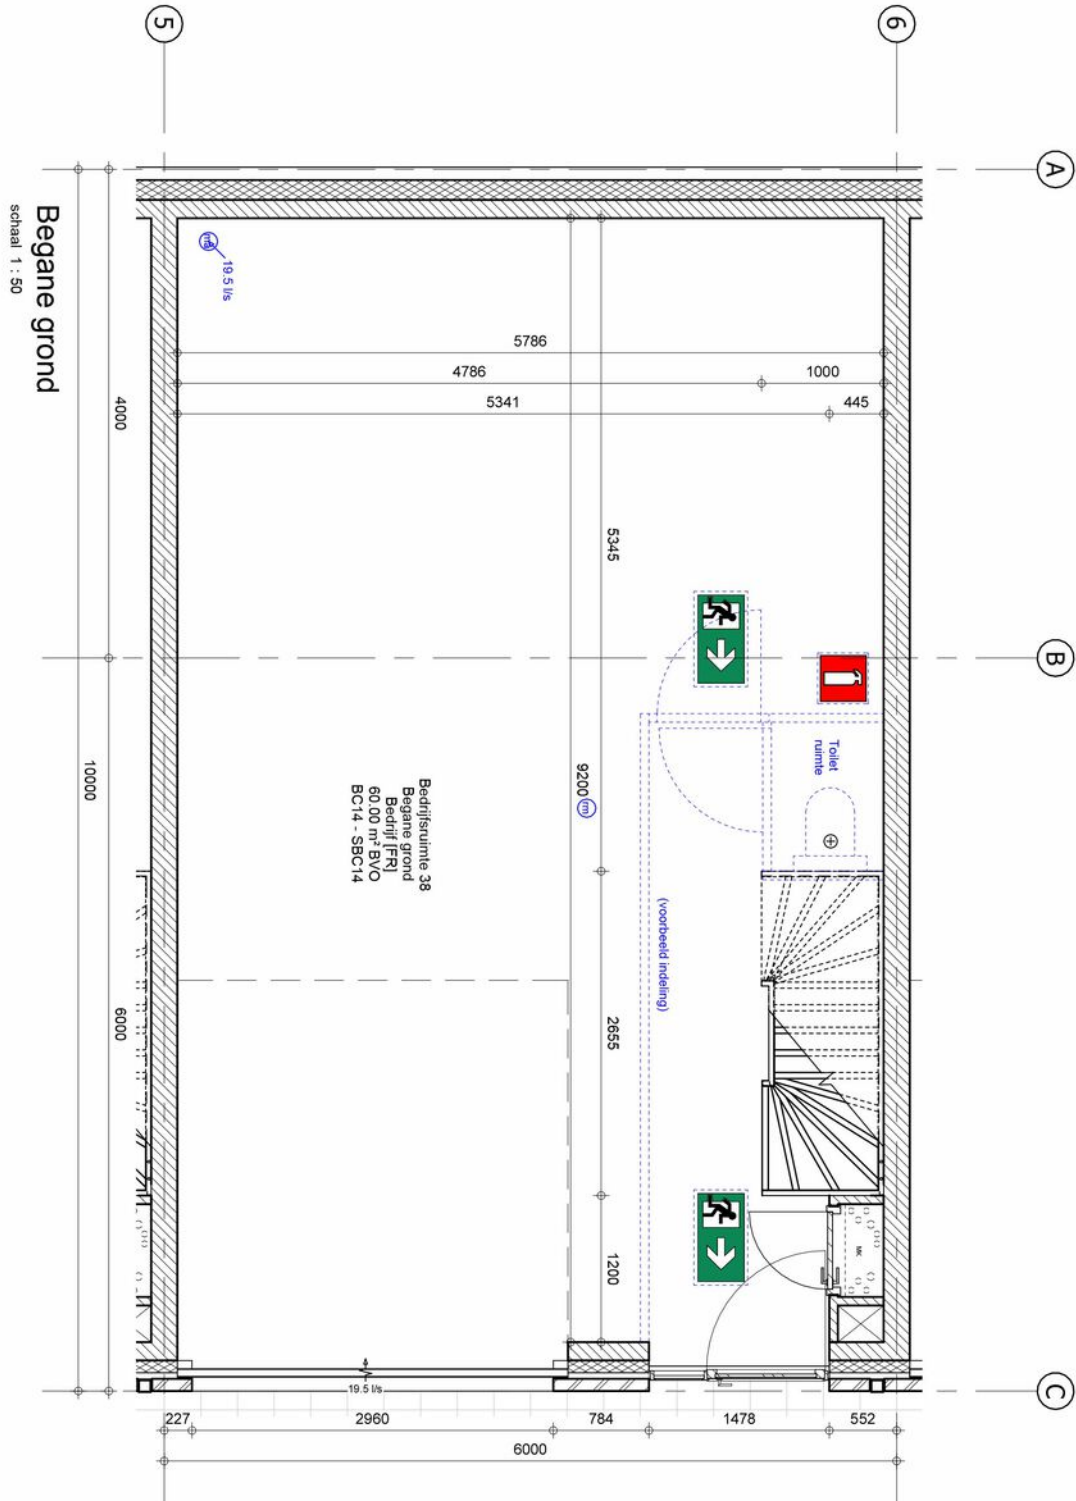 5
6
A
19.5 l/s
Begane grond
schaal 1 : 50
5786
4786
1000
5341
445
4000
5345
B
Toilet
ruimte
10000
9200
rm
Bedrijfsruimte 38
Begane grond
Bedrijf [FR]
60.00 m² BVO
BC14 - SBC14
(voorbeeld indeling)
6000
2655
MK
1200
C
19.5 l/s
227
2960
784
1478
552
6000